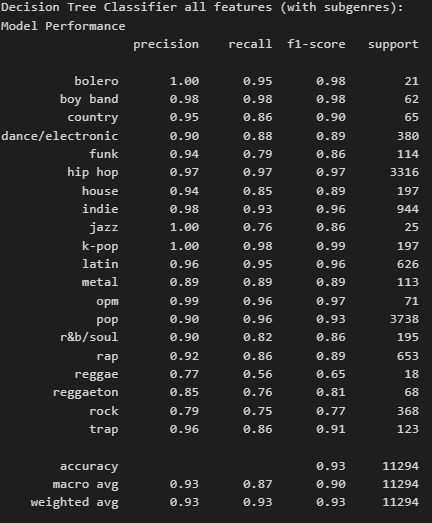 Decision Tree Classifier all features (with subgenres):
Model Performance
precision recall f1-score support
bolero 1.00 0.95 0.98 21
boy band 0.98 0.98 0.98 62
country 0.95 0.86 0.90 65
dance/electronic 0.90 0.88 0.89 380
funk 0.94 0.79 0.86 114
hip hop 0.97 0.97 0.97 3316
house 0.94 0.85 0.89 197
indie 0.98 0.93 0.96 944
jazz 1.00 0.76 0.86 25
k-pop 1.00 0.98 0.99 197
latin 0.96 0.95 0.96 626
metal 0.89 0.89 0.89 113
opm 0.99 0.96 0.97 71
pop 0.90 0.96 0.93 3738
r&b/soul 0.90 0.82 0.86 195
rap 0.92 0.86 0.89 653
reggae 0.77 0.56 0.65 18
reggaeton 0.85 0.76 0.81 68
rock 0.79 0.75 0.77 368
trap 0.96 0.86 0.91 123
accuracy 0.93 11294
macro avg 0.93 0.87 0.90 11294
weighted avg 0.93 0.93 0.93 11294